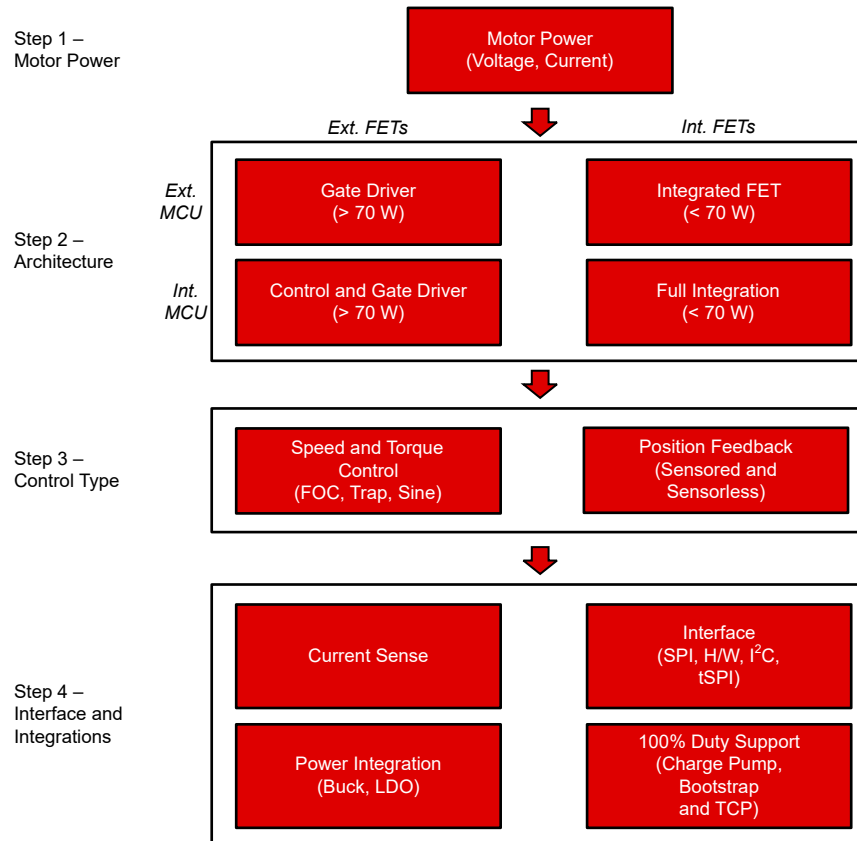 Step 1 –
Motor Power
Motor Power
(Voltage, Current)
Ext. FETs
Int. FETs
Step 2 –
Architecture
Ext.
MCU
Gate Driver
(> 70 W)
Integrated FET
(< 70 W)
Int.
MCU
Control and Gate Driver
(> 70 W)
Full Integration
(< 70 W)
Step 3 –
Control Type
Speed and Torque
Control
(FOC, Trap, Sine)
Position Feedback
(Sensored and
Sensorless)
Step 4 –
Interface and
Integrations
Current Sense
Interface
(SPI, H/W, I²C,
tSPI)
Power Integration
(Buck, LDO)
100% Duty Support
(Charge Pump,
Bootstrap
and TCP)